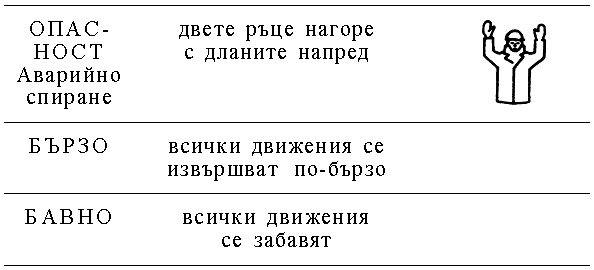 ОПАС-
НОСТ
Аварийно
спиране
двете ръце нагоре
с дланите напред
БЪРЗО
всички движения се
извършват по-бързо
БАВНО
всички движения
се забавят